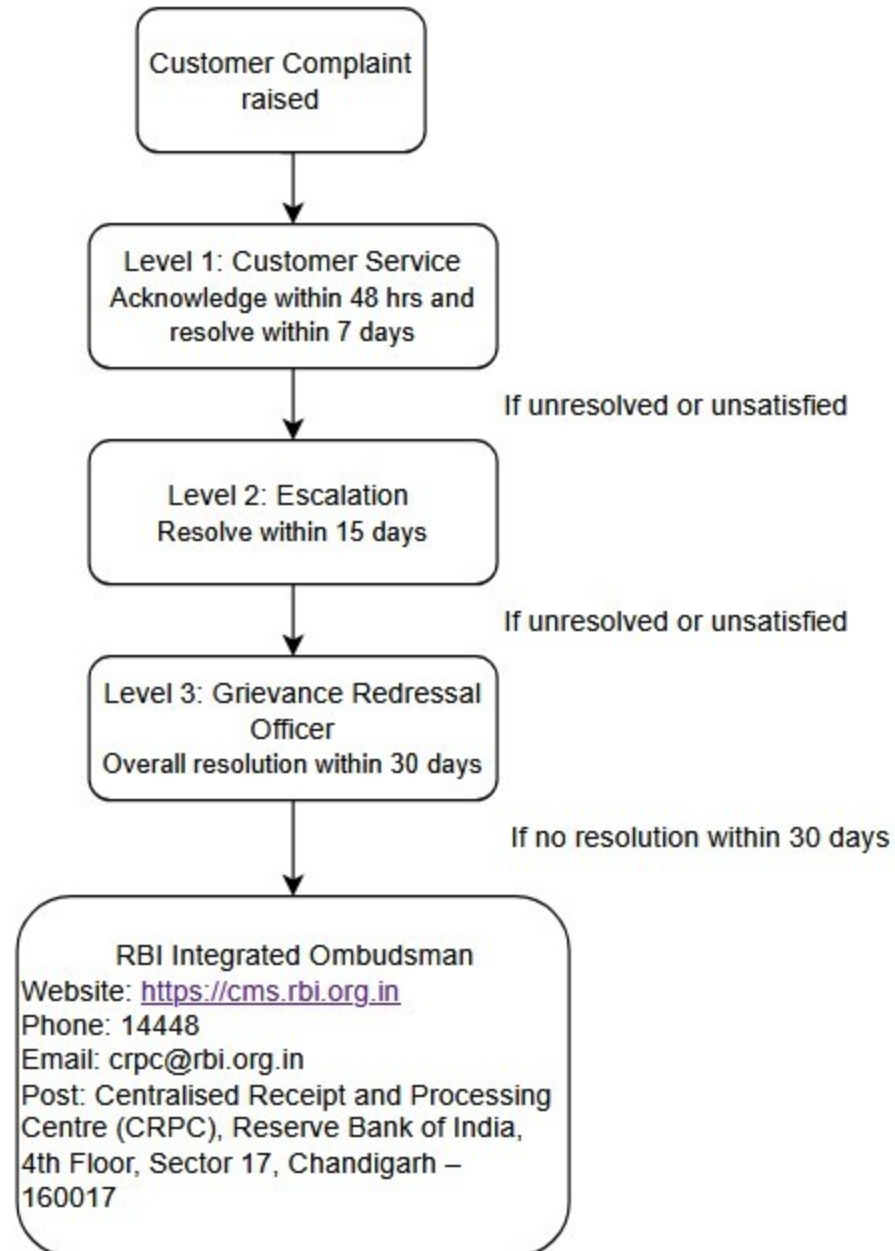 Customer Complaint
raised
Level 1: Customer Service
Acknowledge within 48 hrs and
resolve within 7 days
If unresolved or unsatisfied
Level 2: Escalation
Resolve within 15 days
If unresolved or unsatisfied
Level 3: Grievance Redressal
Officer
Overall resolution within 30 days
If no resolution within 30 days
RBI Integrated Ombudsman
Website: https://cms.rbi.org.in
Phone: 14448
Email: crpc@rbi.org.in
Post: Centralised Receipt and Processing
Centre (CRPC), Reserve Bank of India,
4th Floor, Sector 17, Chandigarh –
160017